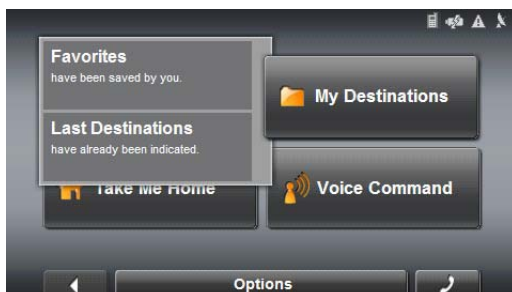 Favorites
have been saved by you.
My Destinations
Last Destinations
have already been indicated.
Take Me Home
Voice Command
Options